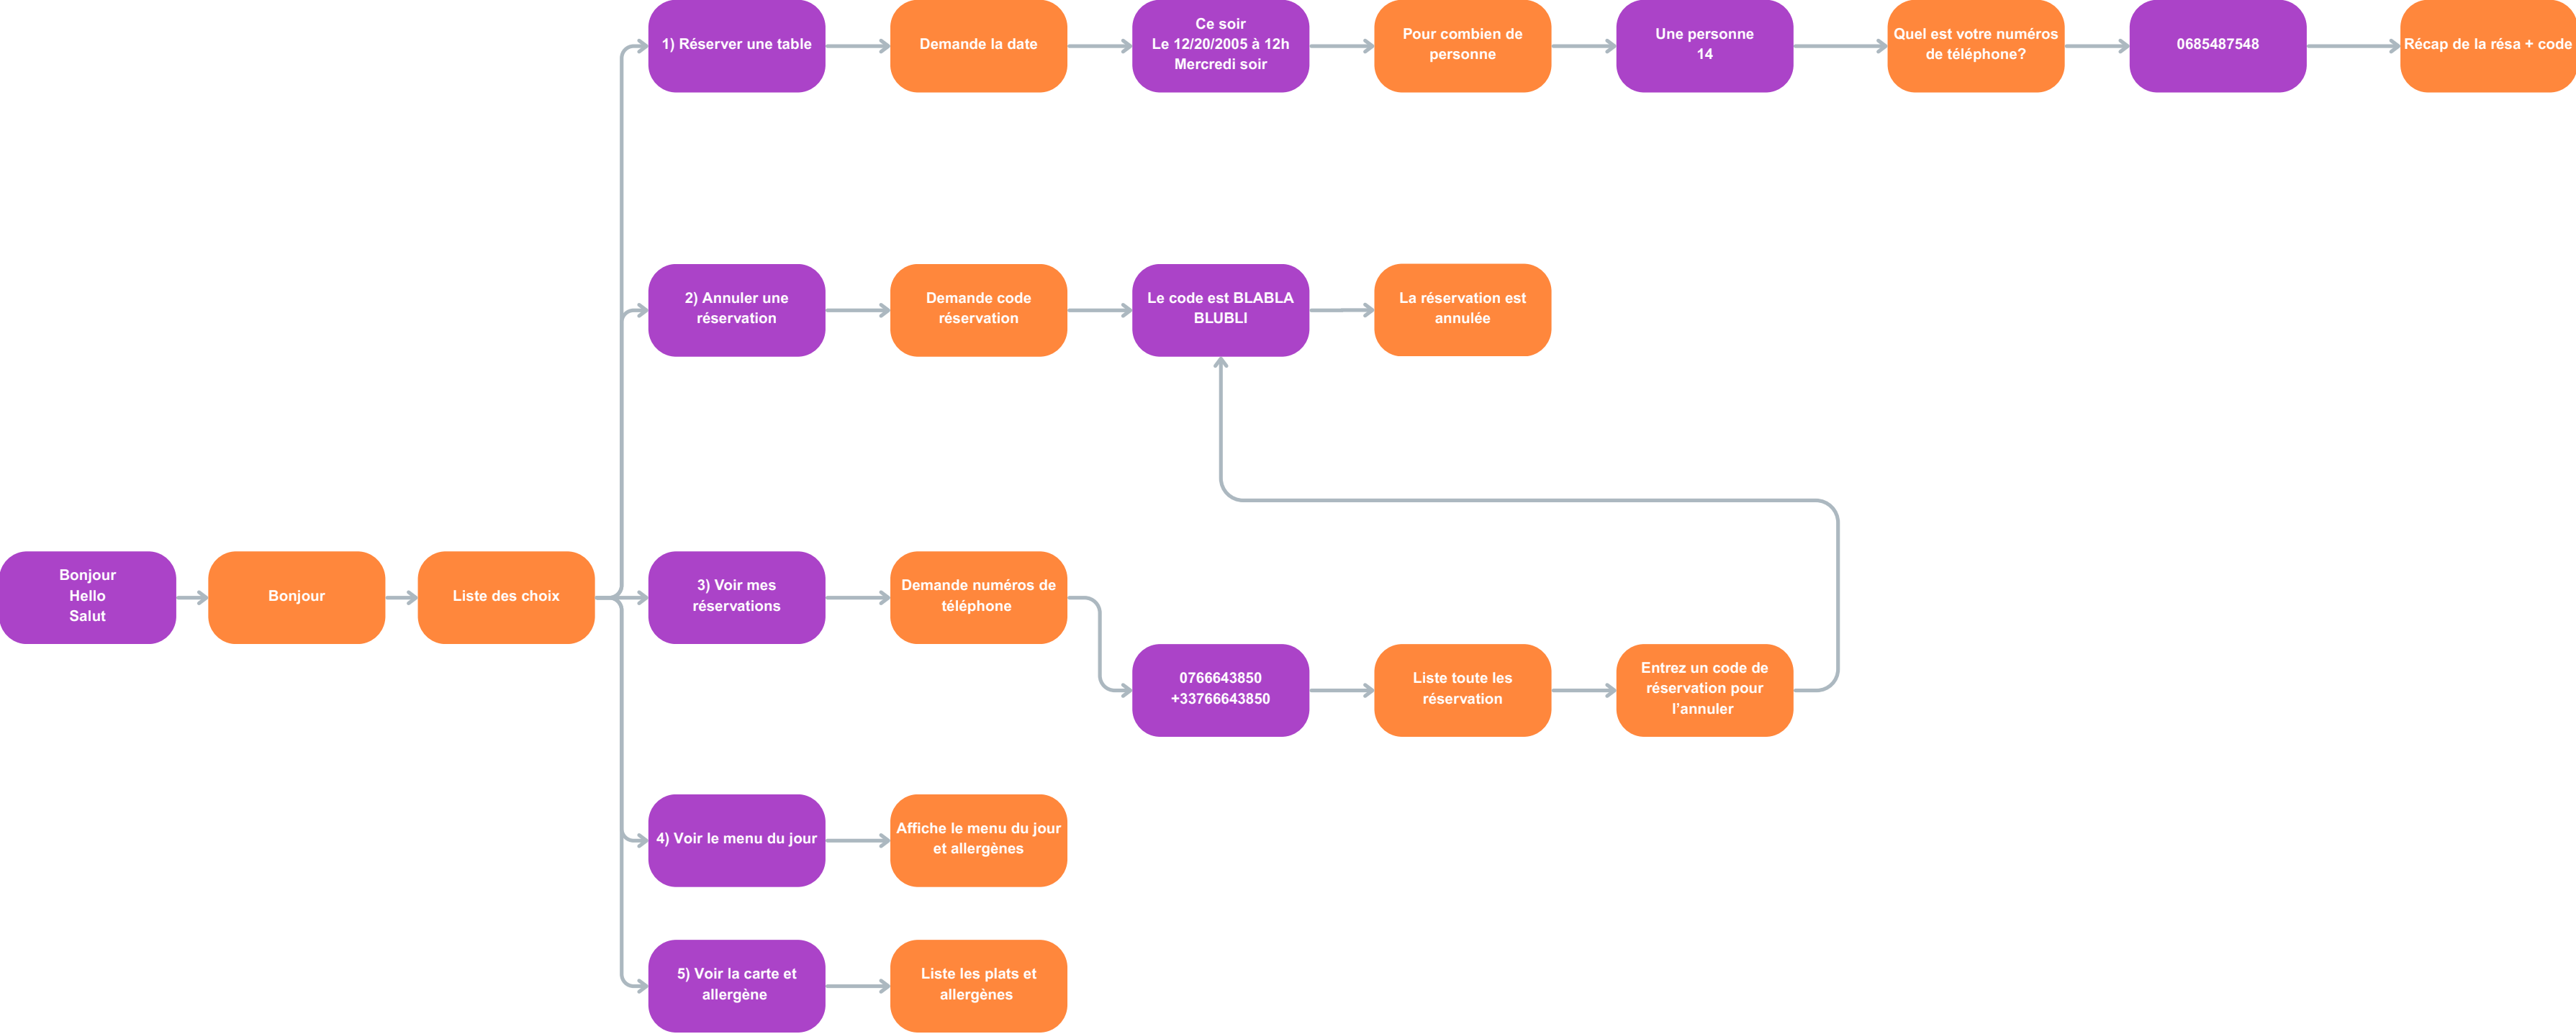 1) Réserver une table
Demande la date
Ce soir
Le 12/20/2005 à 12h
Mercredi soir
Pour combien de
personne
Une personne
14
Quel est votre numéros
de téléphone?
0685487548
Récap de la résa + code
2) Annuler une
réservation
Demande code
réservation
Le code est BLABLA
BLUBLI
La réservation est
annulée
Bonjour
Hello
Salut
Bonjour
Liste des choix
3) Voir mes
réservations
Demande numéros de
téléphone
0766643850
+33766643850
Liste toute les
réservation
Entrez un code de
réservation pour
l'annuler
4) Voir le menu du jour
Affiche le menu du jour
et allergènes
5) Voir la carte et
allergène
Liste les plats et
allergènes